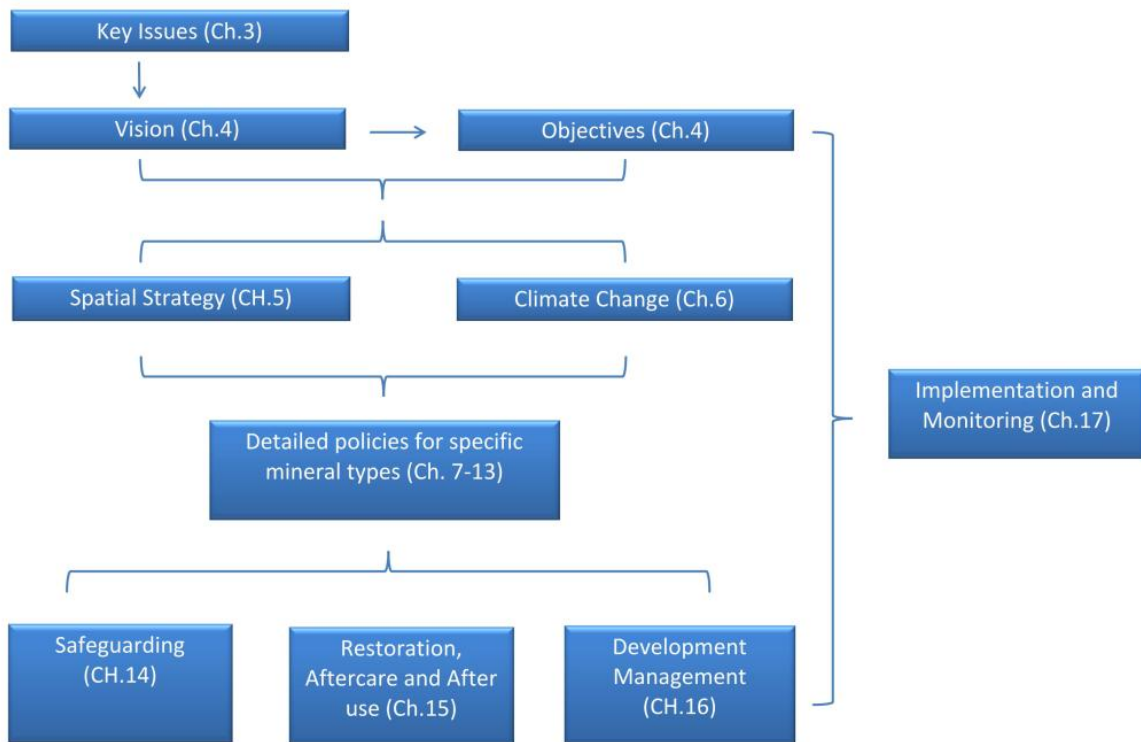 Key Issues (Ch.3)
Vision (Ch.4)
Objectives (Ch.4)
Spatial Strategy (CH.5)
Climate Change (Ch.6)
Implementation and
Monitoring (Ch.17)
Detailed policies for specific
mineral types (Ch. 7-13)
Safeguarding
(CH.14)
Restoration,
Aftercare and After
use (Ch.15)
Development
Management
(CH.16)